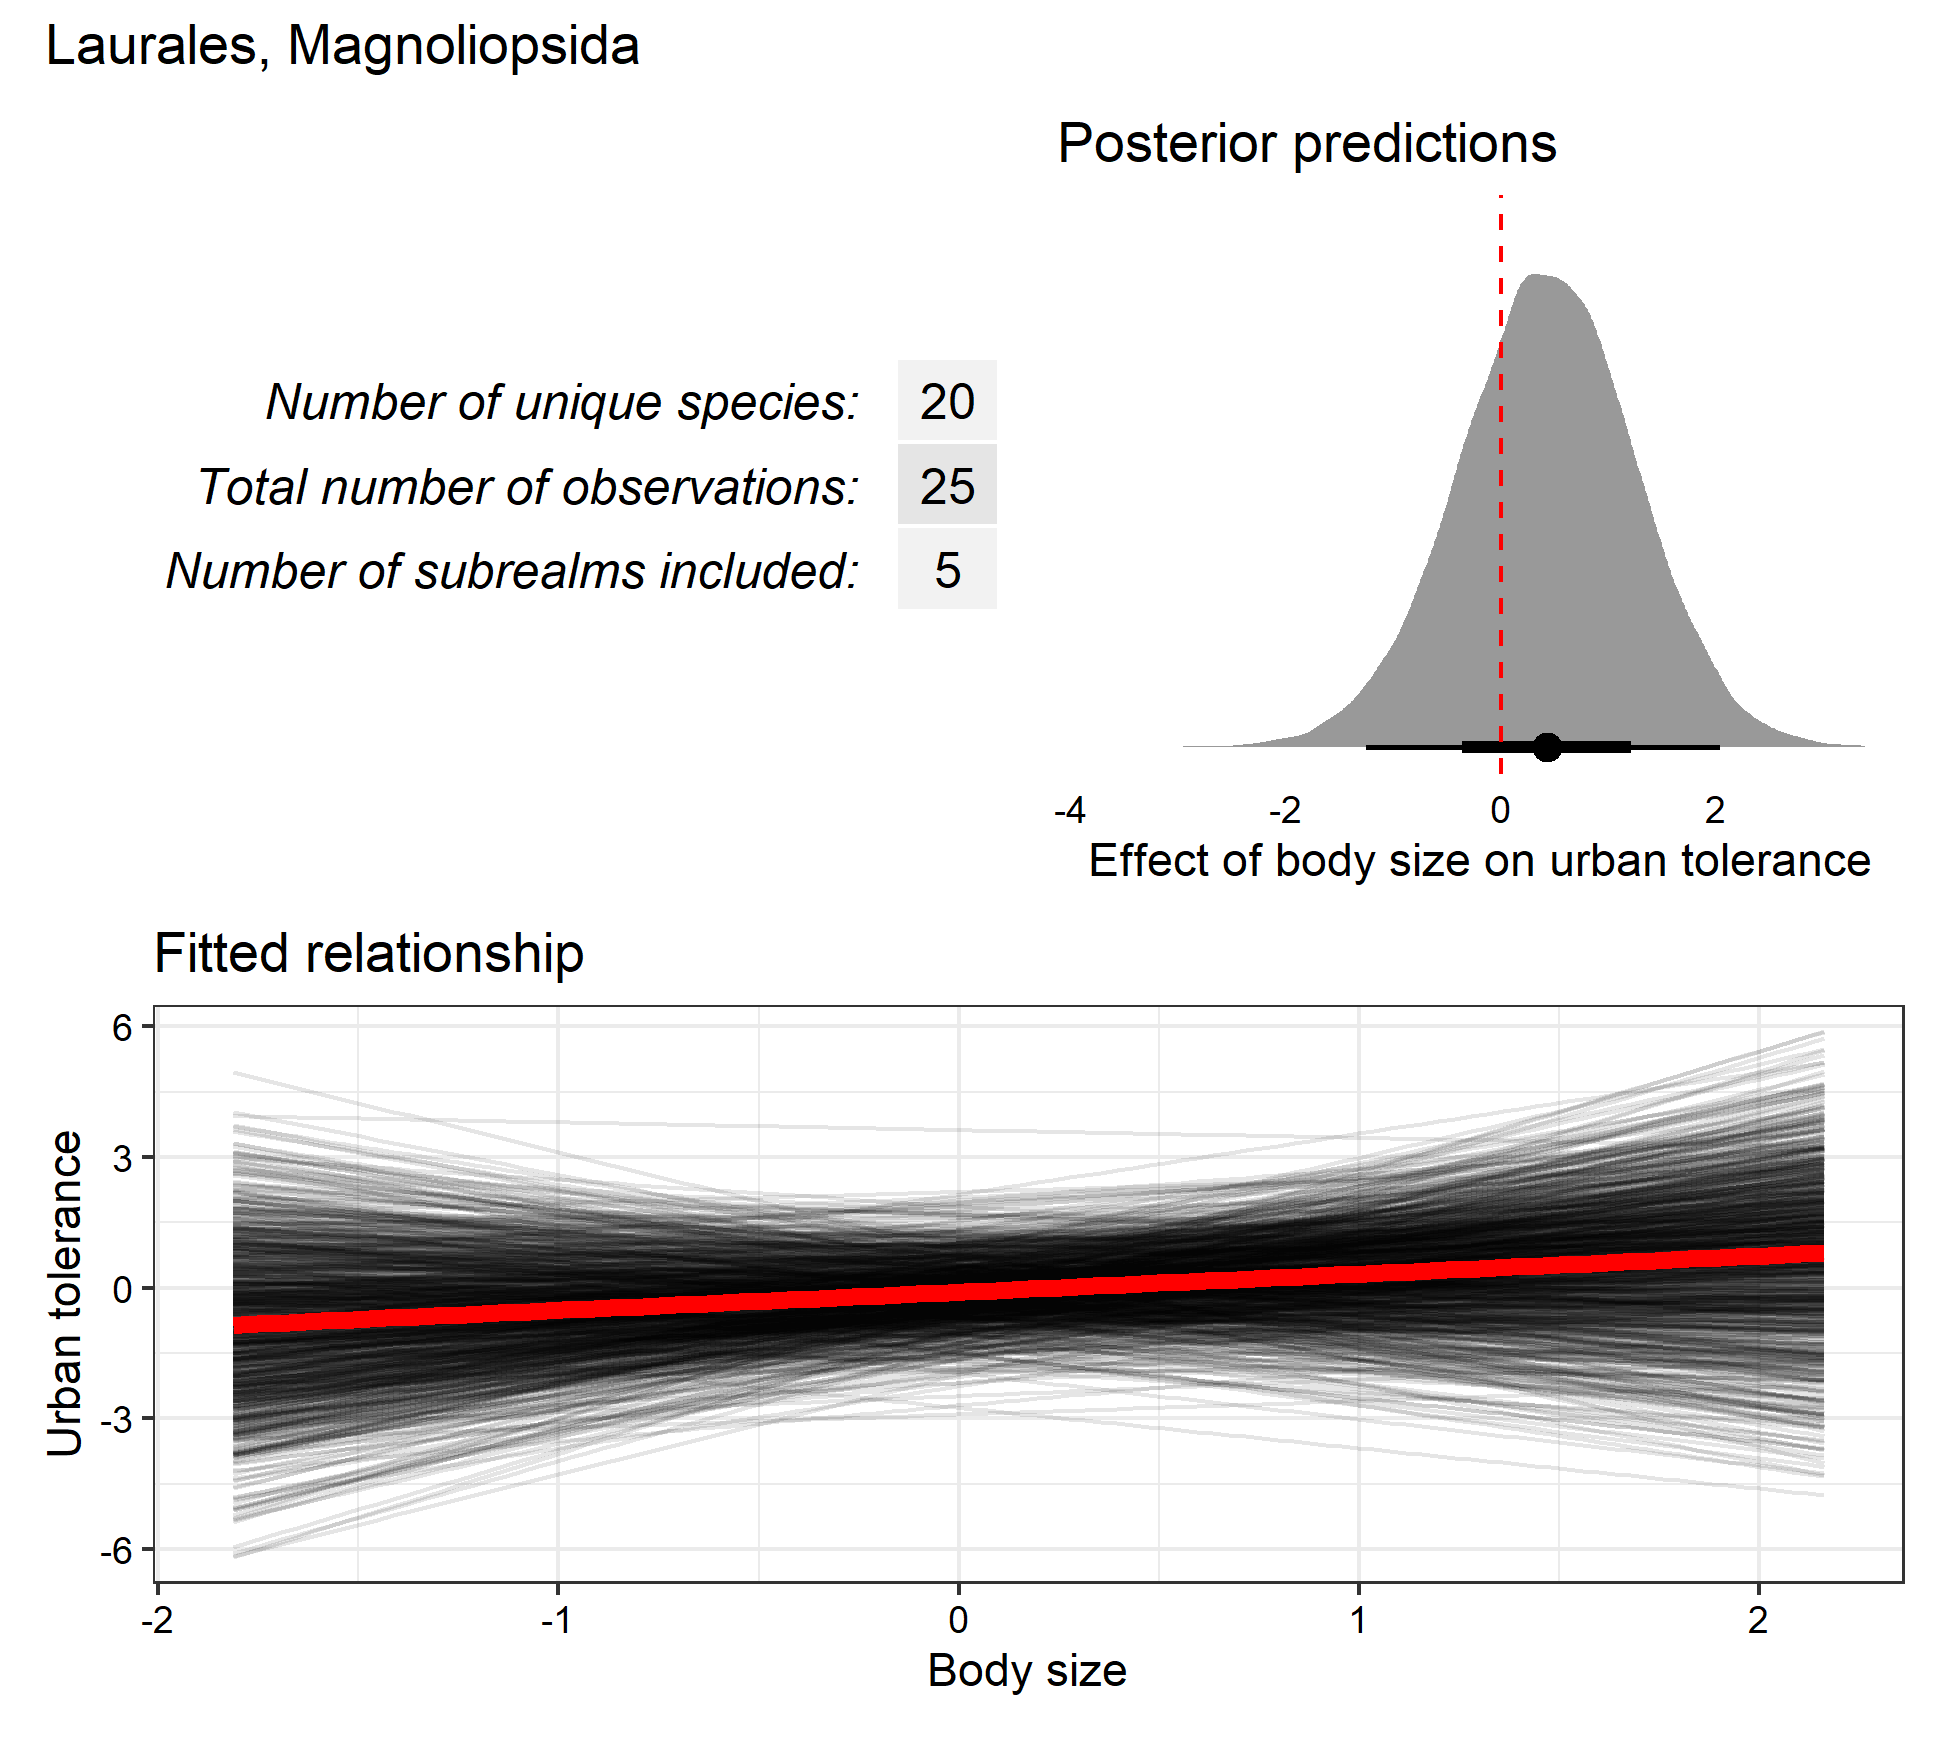 Laurales, Magnoliopsida
Posterior predictions
Number of unique species: 20
Total number of observations: 25
Number of subrealms included: 5
-4 -2 0 2
Effect of body size on urban tolerance
Fitted relationship
Urban tolerance
6
3
0
-3
-6
-2 -1 0 1 2
Body size